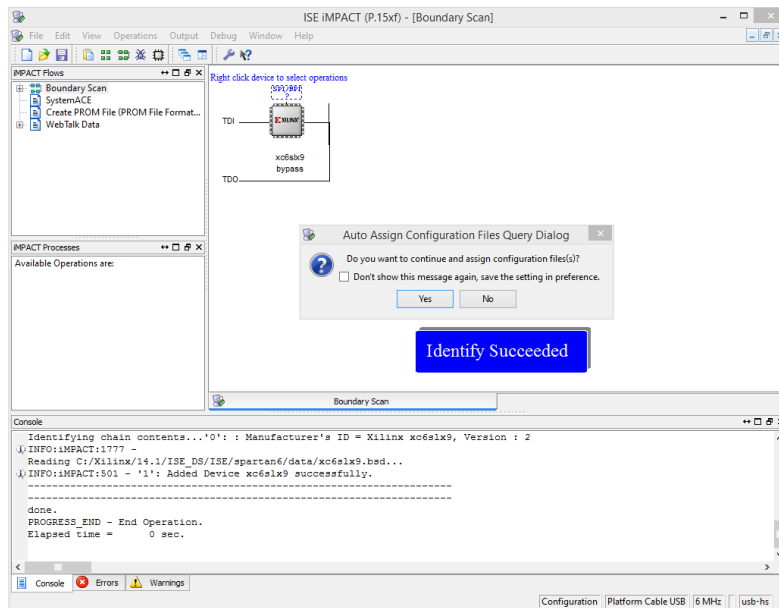 ISE iMPACT (P.15xf) - [Boundary Scan]
File Edit View Operations Output Debug Window Help
iMPACT Flows
Boundary Scan
SystemACE
Create PROM File (PROM File Format...
WebTalk Data
Right click device to select operations
SPI/BPI
?
TDI
XILINX
xc6slx9
bypass
TDO
Auto Assign Configuration Files Query Dialog
Do you want to continue and assign configuration files(s)?
Don't show this message again, save the setting in preference.
Yes No
iMPACT Processes
Available Operations are:
Identify Succeeded
Boundary Scan
Console
Identifying chain contents...'0': : Manufacturer's ID = Xilinx xc6slx9, Version : 2
INFO:iMPACT:1777 -
Reading C:/Xilinx/14.1/ISE_DS/ISE/spartan6/data/xc6slx9.bsd...
INFO:iMPACT:501 - '1': Added Device xc6slx9 successfully.
----------------------------------------------------------------------
----------------------------------------------------------------------
done.
PROGRESS_END - End Operation.
Elapsed time =      0 sec.
Console Errors Warnings
Configuration Platform Cable USB 6 MHz usb-hs